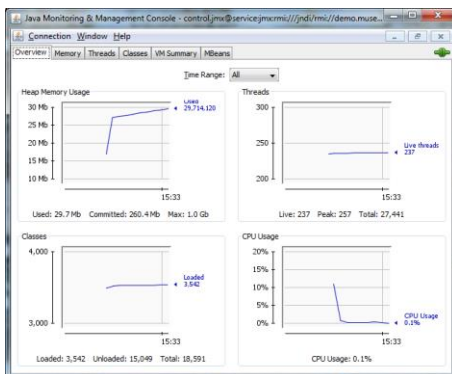 Java Monitoring & Management Console - control.jmx@service:jmx:rmi:///jndi/rmi://demo.muse...
Connection Window Help
Overview Memory Threads Classes VM Summary MBeans
Time Range: All
Heap Memory Usage
30 Mb
25 Mb
20 Mb
15 Mb
10 Mb
Used
29,714,120
15:33
Used: 29.7 Mb Committed: 260.4 Mb Max: 1.0 Gb
Threads
300
250
200
Live threads
237
15:33
Live: 237 Peak: 257 Total: 27,441
Classes
4,000
3,000
Loaded
3,542
15:33
Loaded: 3,542 Unloaded: 15,049 Total: 18,591
CPU Usage
20%
15%
10%
5%
0%
CPU Usage
0.1%
15:33
CPU Usage: 0.1%